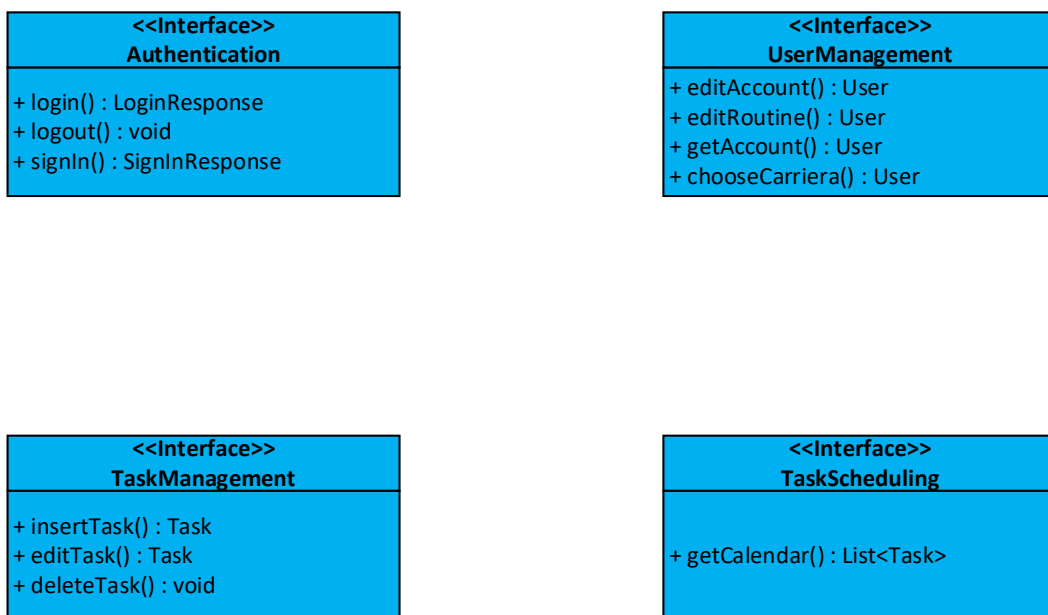 <<Interface>>
Authentication
+ login() : LoginResponse
+ logout() : void
+ signIn() : SignInResponse
<<Interface>>
UserManagement
+ editAccount() : User
+ editRoutine() : User
+ getAccount() : User
+ chooseCarriera() : User
<<Interface>>
TaskManagement
+ insertTask() : Task
+ editTask() : Task
+ deleteTask() : void
<<Interface>>
TaskScheduling
+ getCalendar() : List<Task>